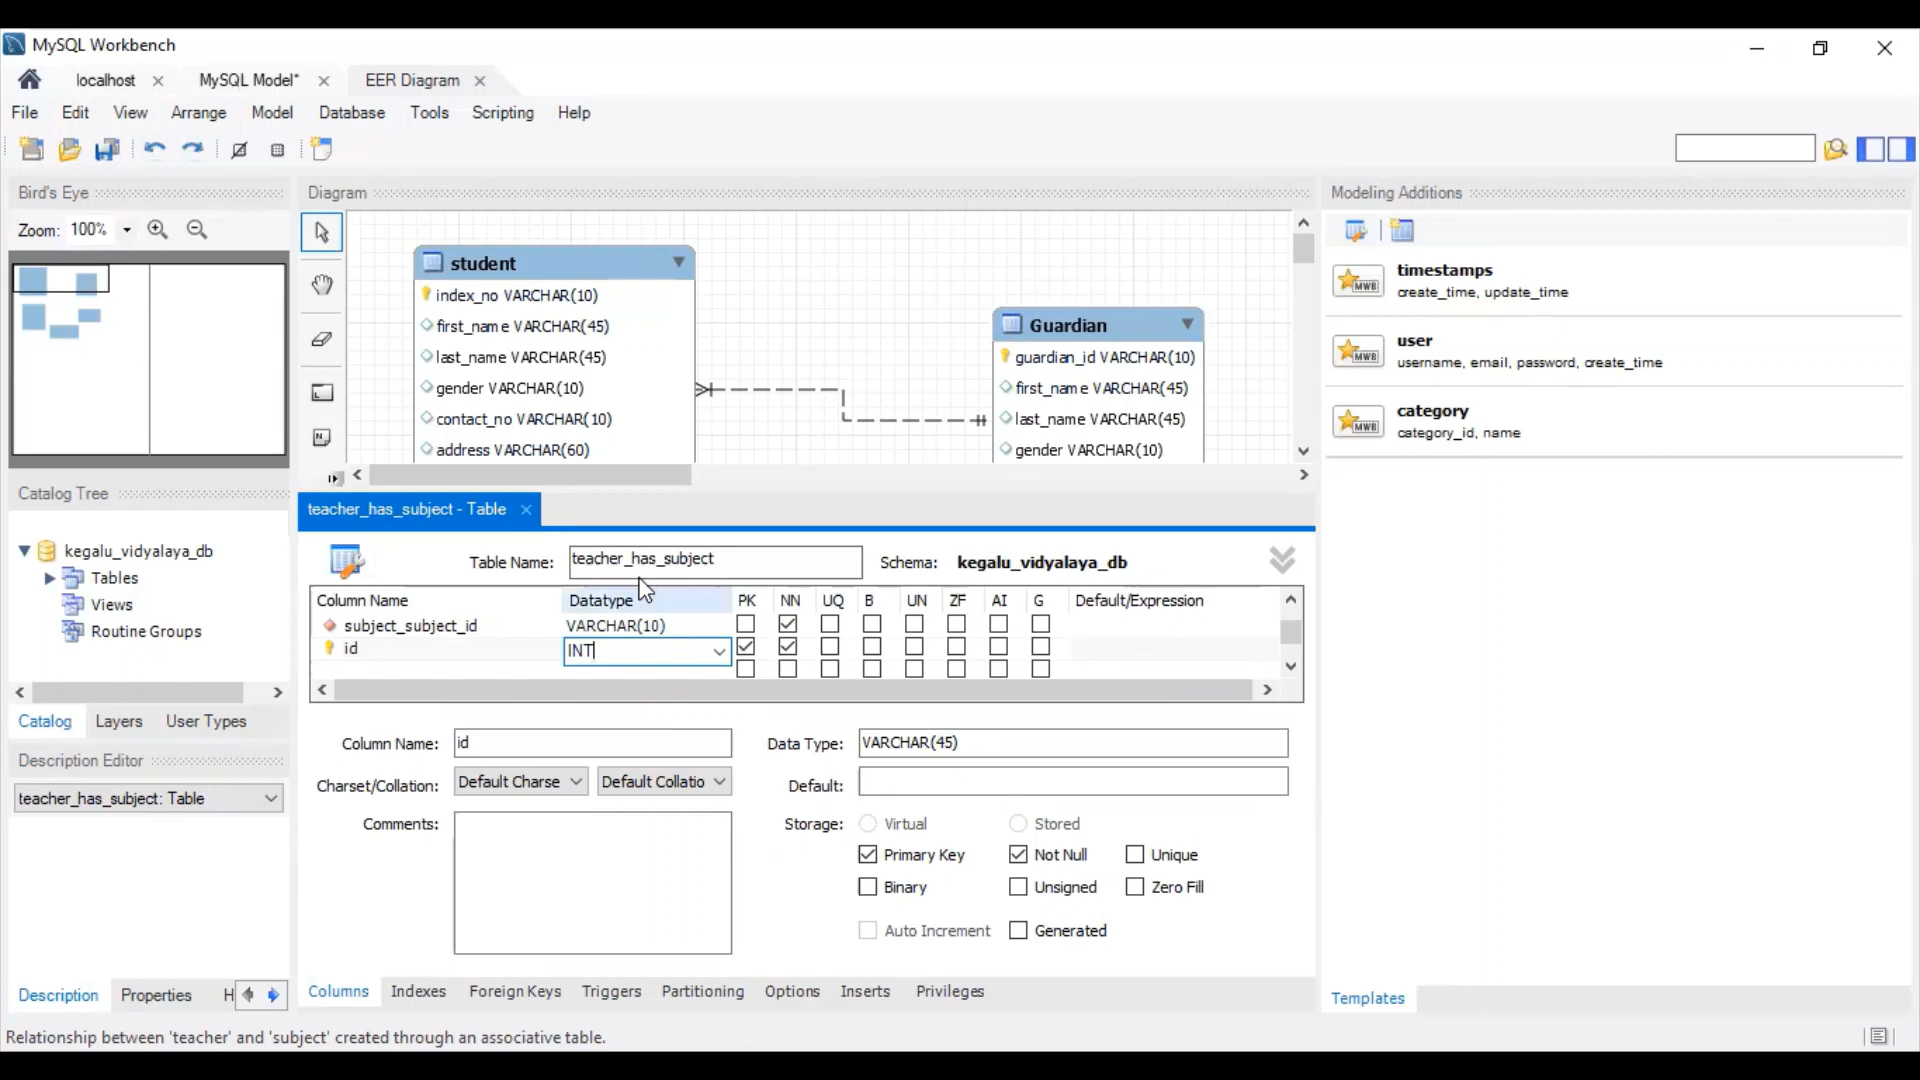 MySQL Workbench
localhost
MySQL Model*
EER Diagram
File Edit View Arrange Model Database Tools Scripting Help
Bird's Eye
Zoom: 100%
Diagram
student
index_no VARCHAR(10)
first_name VARCHAR(45)
last_name VARCHAR(45)
gender VARCHAR(10)
contact_no VARCHAR(10)
address VARCHAR(60)
Guardian
guardian_id VARCHAR(10)
first_name VARCHAR(45)
last_name VARCHAR(45)
gender VARCHAR(10)
Modeling Additions
MWB
timestamps
create_time, update_time
MWB
user
username, email, password, create_time
MWB
category
category_id, name
Templates
Catalog Tree
kegalu_vidyalaya_db
Tables
Views
Routine Groups
Catalog Layers User Types
Description Editor
teacher_has_subject: Table
Description Properties H
teacher_has_subject - Table
Table Name: teacher_has_subject Schema: kegalu_vidyalaya_db
Column Name Datatype PK NN UQ B UN ZF AI G Default/Expression
subject_subject_id VARCHAR(10)
id INT
Column Name: id Data Type: VARCHAR(45)
Charset/Collation: Default Charse Default Collatio Default:
Comments: Storage: Virtual Stored
Primary Key Not Null Unique
Binary Unsigned Zero Fill
Auto Increment Generated
Columns Indexes Foreign Keys Triggers Partitioning Options Inserts Privileges
Relationship between 'teacher' and 'subject' created through an associative table.